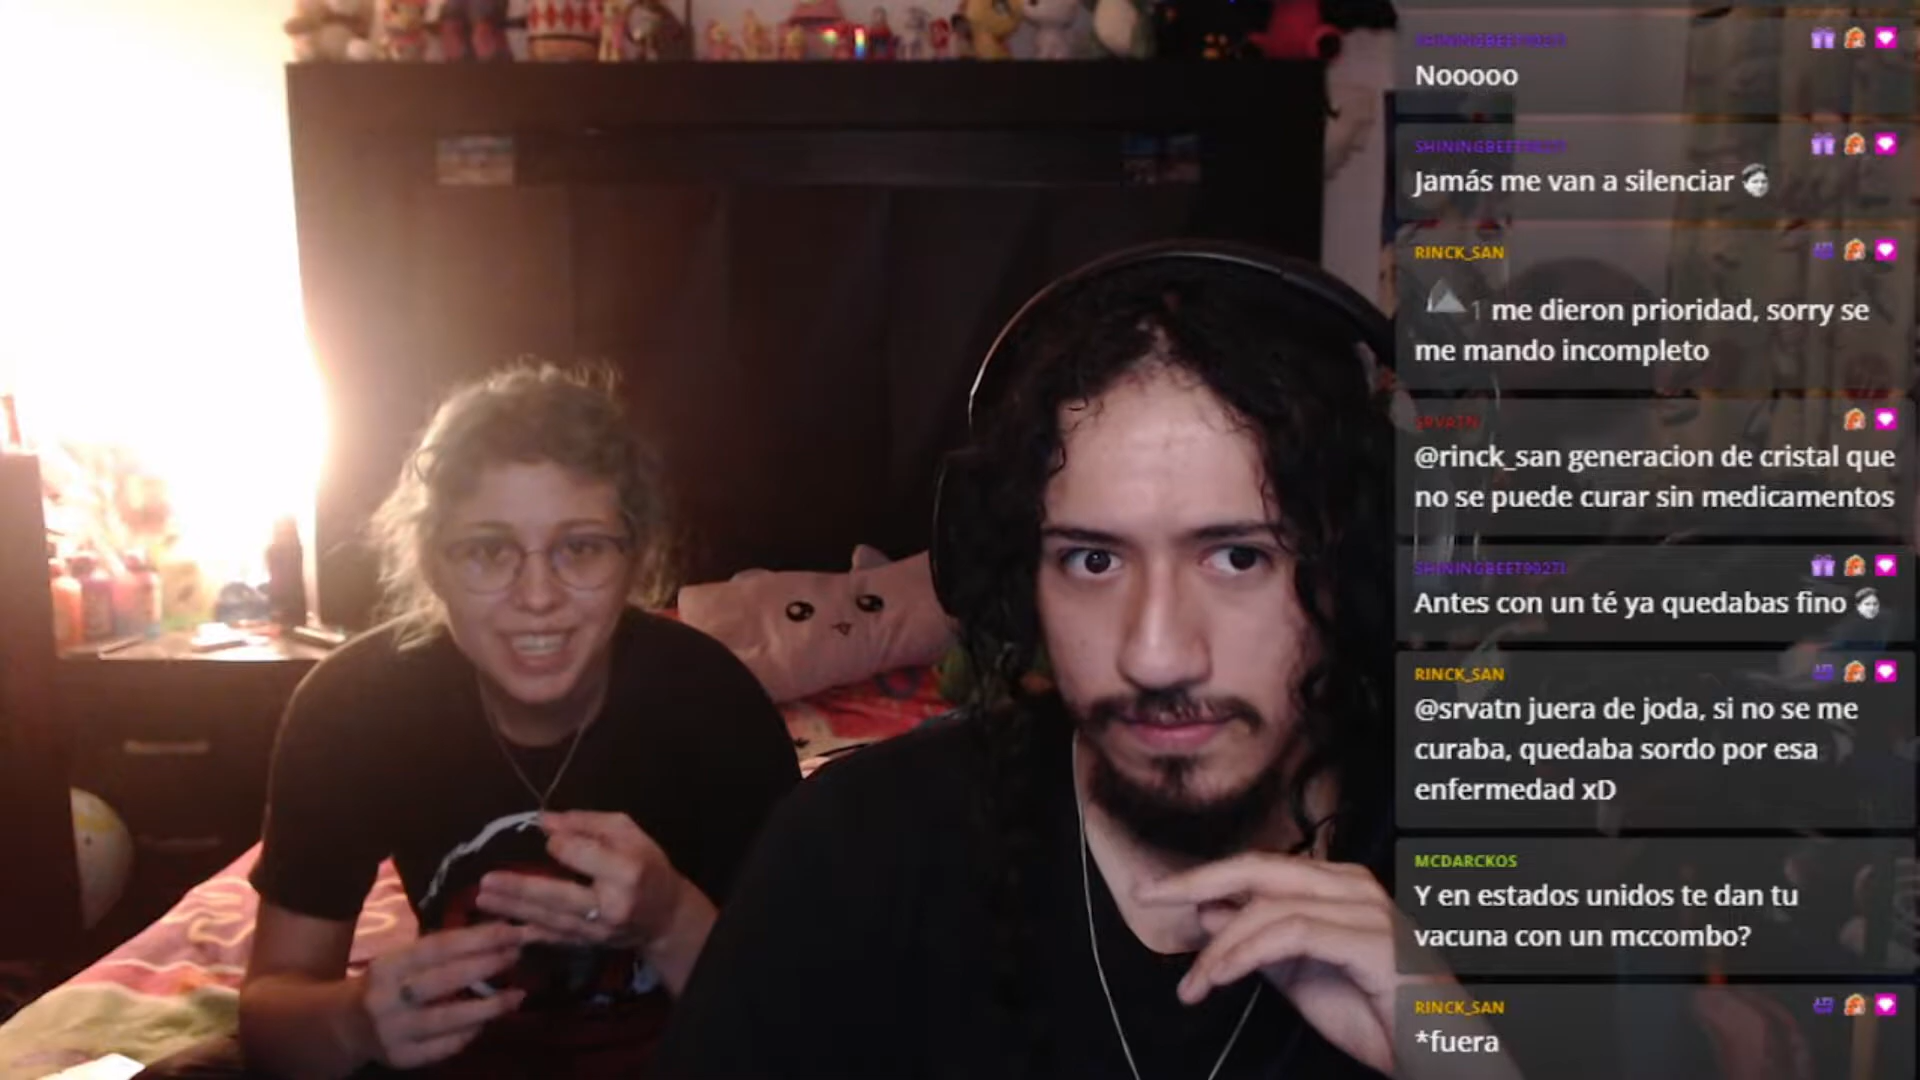 Nooooo
SHININGBEET99271
Jamás me van a silenciar
RINCK_SAN
1 me dieron prioridad, sorry se
me mando incompleto
SRVATN
@rinck_san generacion de cristal que
no se puede curar sin medicamentos
SHININGBEET99271
Antes con un té ya quedabas fino
RINCK_SAN
@srvatn juera de joda, si no se me
curaba, quedaba sordo por esa
enfermedad xD
MCDARCKOS
Y en estados unidos te dan tu
vacuna con un mccombo?
RINCK_SAN
*fuera